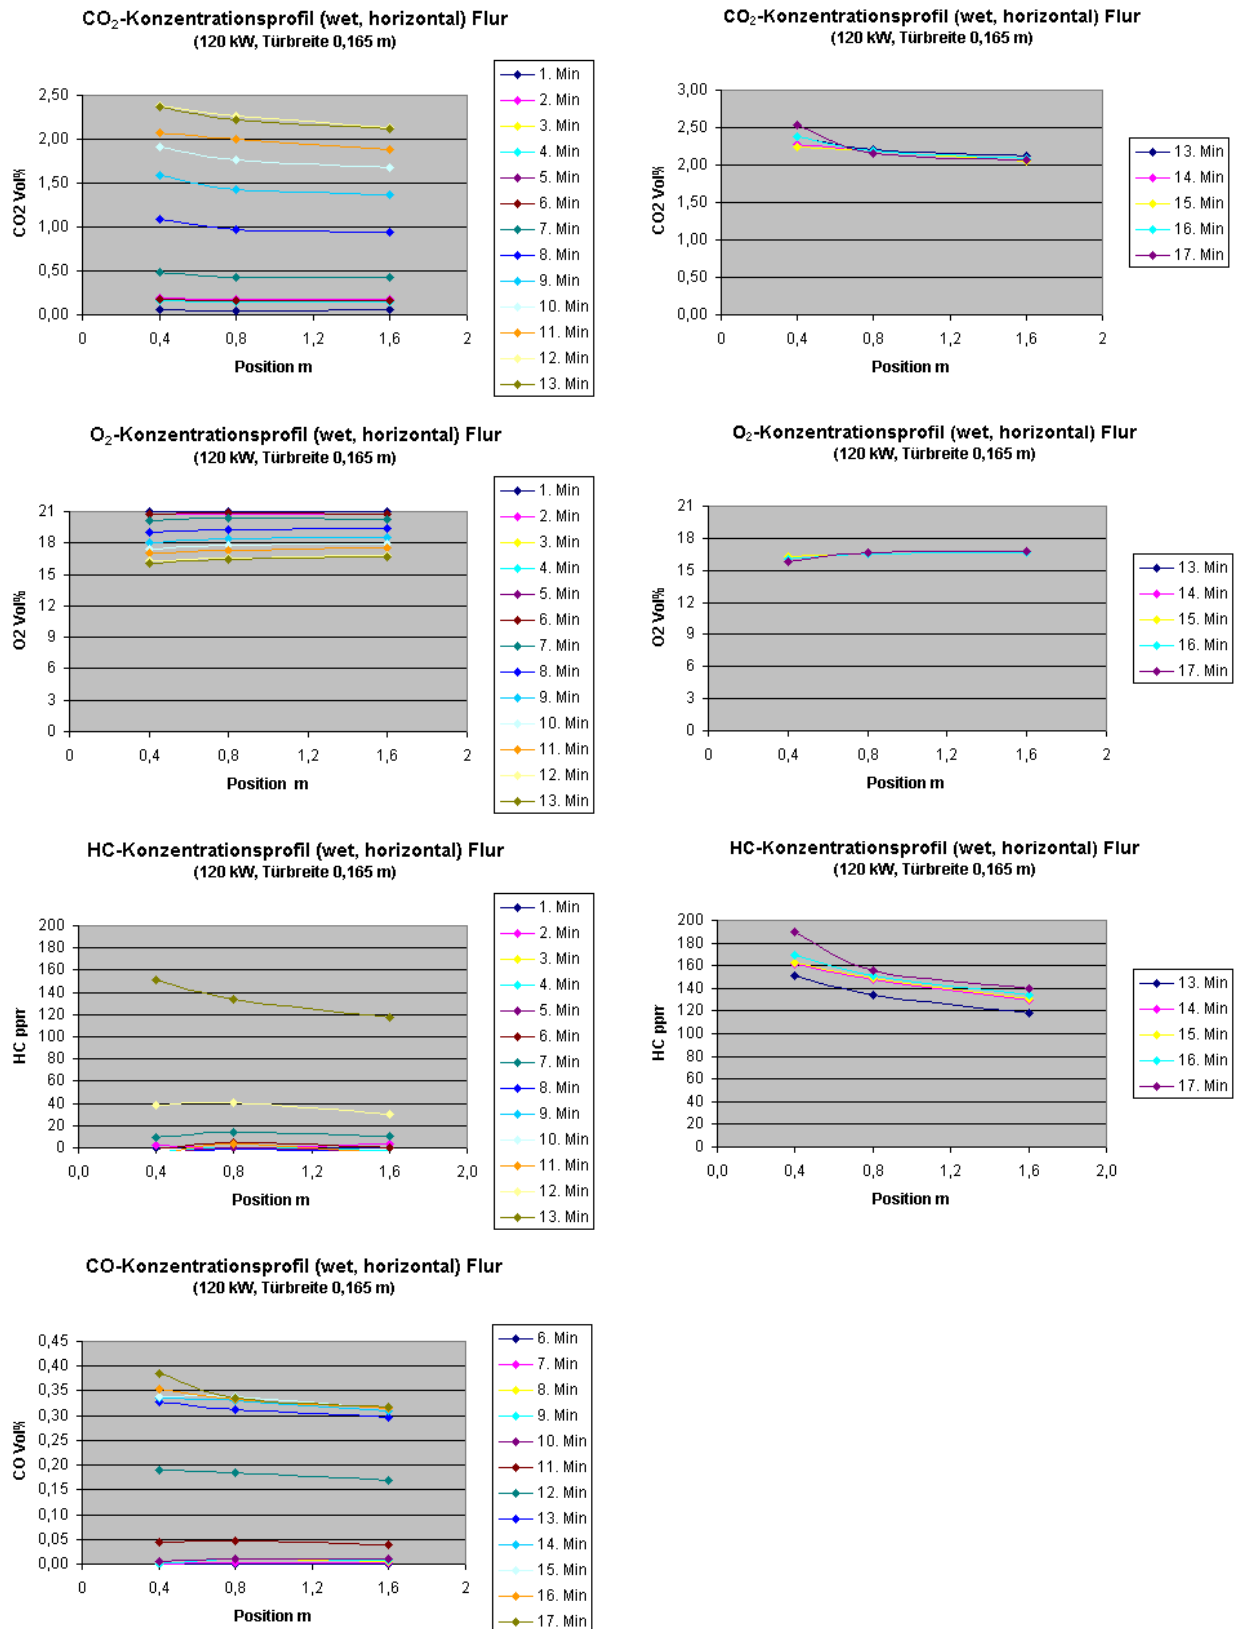 CO₂-Konzentrationsprofil (wet, horizontal) Flur
(120 kW, Türbreite 0,165 m)
2,50
2,00
1,50
1,00
0,50
0,00
CO2 Vol%
0
0,4
0,8
1,2
1,6
2
Position m
1. Min
2. Min
3. Min
4. Min
5. Min
6. Min
7. Min
8. Min
9. Min
10. Min
11. Min
12. Min
13. Min
CO₂-Konzentrationsprofil (wet, horizontal) Flur
(120 kW, Türbreite 0,165 m)
3,00
2,50
2,00
1,50
1,00
0,50
0,00
CO2 Vol%
0
0,4
0,8
1,2
1,6
2
Position m
13. Min
14. Min
15. Min
16. Min
17. Min
O₂-Konzentrationsprofil (wet, horizontal) Flur
(120 kW, Türbreite 0,165 m)
21
18
15
12
9
6
3
0
O2 Vol%
0
0,4
0,8
1,2
1,6
2
Position m
1. Min
2. Min
3. Min
4. Min
5. Min
6. Min
7. Min
8. Min
9. Min
10. Min
11. Min
12. Min
13. Min
O₂-Konzentrationsprofil (wet, horizontal) Flur
(120 kW, Türbreite 0,165 m)
21
18
15
12
9
6
3
0
O2 Vol%
0
0,4
0,8
1,2
1,6
2
Position m
13. Min
14. Min
15. Min
16. Min
17. Min
HC-Konzentrationsprofil (wet, horizontal) Flur
(120 kW, Türbreite 0,165 m)
200
180
160
140
120
100
80
60
40
20
0
HC ppm
0,0
0,4
0,8
1,2
1,6
2,0
Position m
1. Min
2. Min
3. Min
4. Min
5. Min
6. Min
7. Min
8. Min
9. Min
10. Min
11. Min
12. Min
13. Min
HC-Konzentrationsprofil (wet, horizontal) Flur
(120 kW, Türbreite 0,165 m)
200
180
160
140
120
100
80
60
40
20
0
HC ppm
0,0
0,4
0,8
1,2
1,6
2,0
Position m
13. Min
14. Min
15. Min
16. Min
17. Min
CO-Konzentrationsprofil (wet, horizontal) Flur
(120 kW, Türbreite 0,165 m)
0,45
0,40
0,35
0,30
0,25
0,20
0,15
0,10
0,05
0,00
CO Vol%
0
0,4
0,8
1,2
1,6
2
Position m
6. Min
7. Min
8. Min
9. Min
10. Min
11. Min
12. Min
13. Min
14. Min
15. Min
16. Min
17. Min